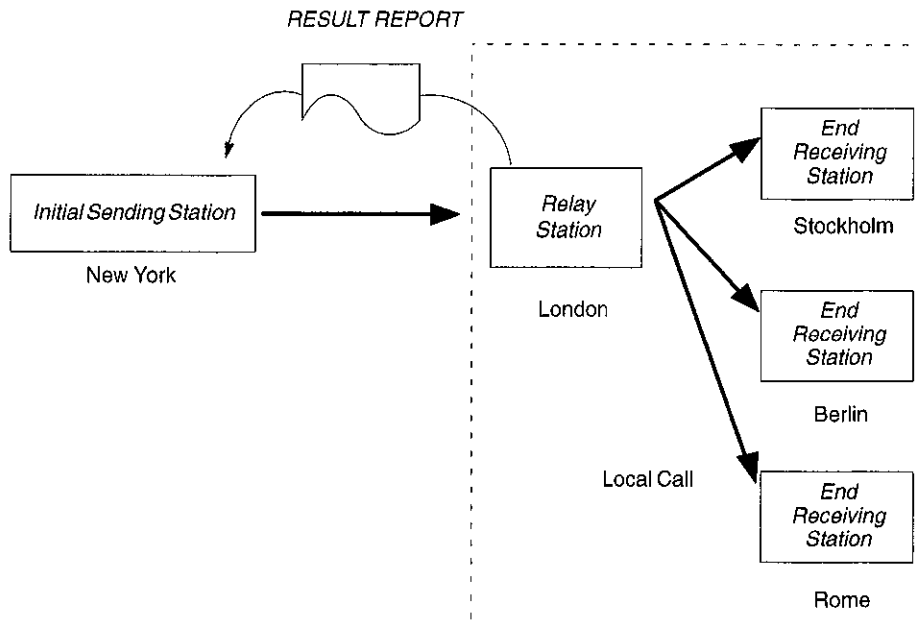 RESULT REPORT
Initial Sending Station
New York
Relay
Station
London
End
Receiving
Station
Stockholm
End
Receiving
Station
Berlin
Local Call
End
Receiving
Station
Rome